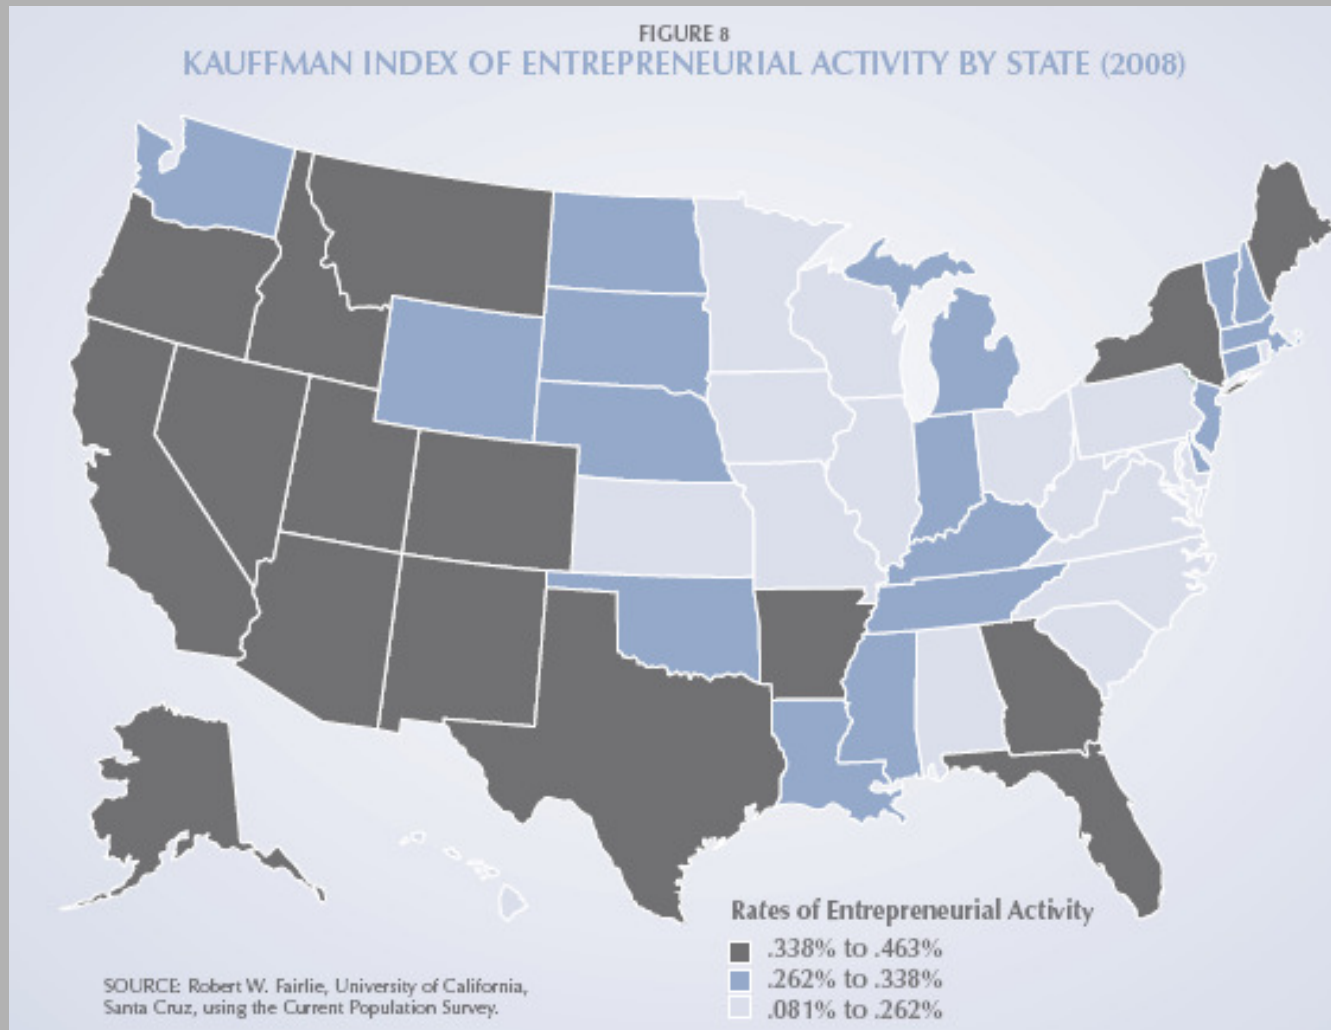 FIGURE 8
KAUFFMAN INDEX OF ENTREPRENEURIAL ACTIVITY BY STATE (2008)
Rates of Entrepreneurial Activity
.338% to .463%
.262% to .338%
.081% to .262%
SOURCE: Robert W. Fairlie, University of California,
Santa Cruz, using the Current Population Survey.